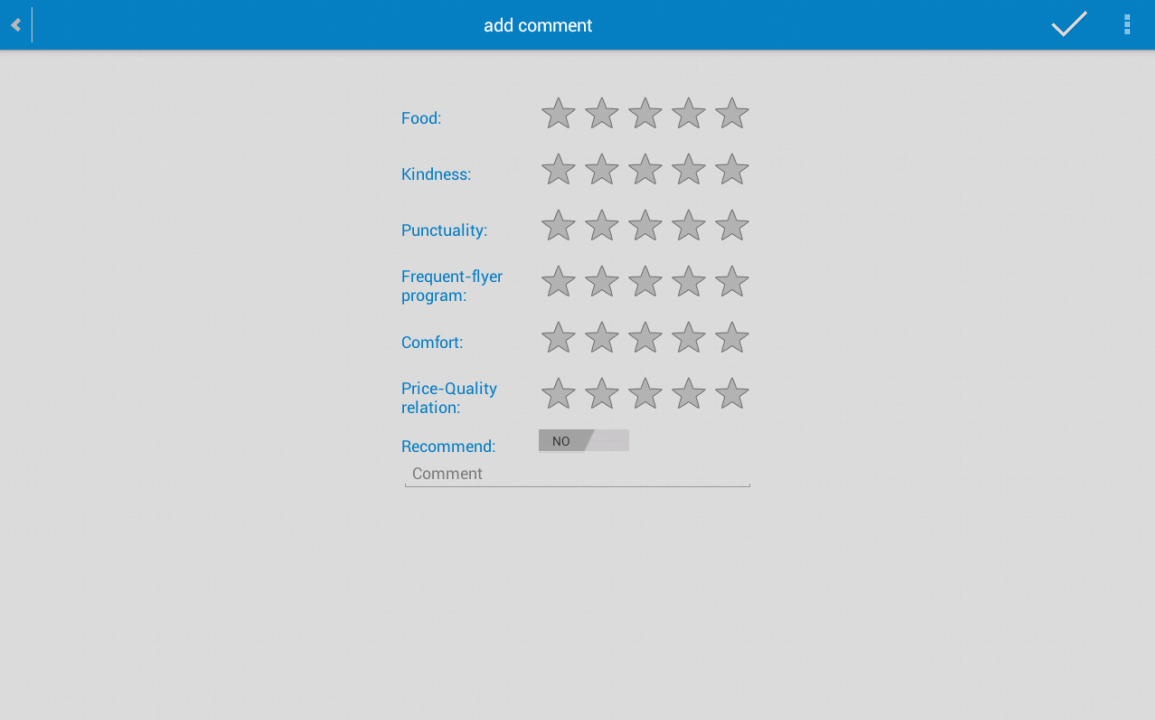 add comment
Food:
Kindness:
Punctuality:
Frequent-flyer
program:
Comfort:
Price-Quality
relation:
Recommend:
NO
Comment